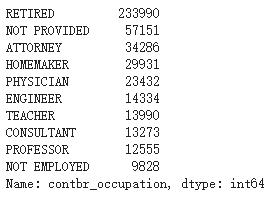 RETIRED 233990
NOT PROVIDED 57151
ATTORNEY 34286
HOMEMAKER 29931
PHYSICIAN 23432
ENGINEER 14334
TEACHER 13990
CONSULTANT 13273
PROFESSOR 12555
NOT EMPLOYED 9828
Name: contbr_occupation, dtype: int64